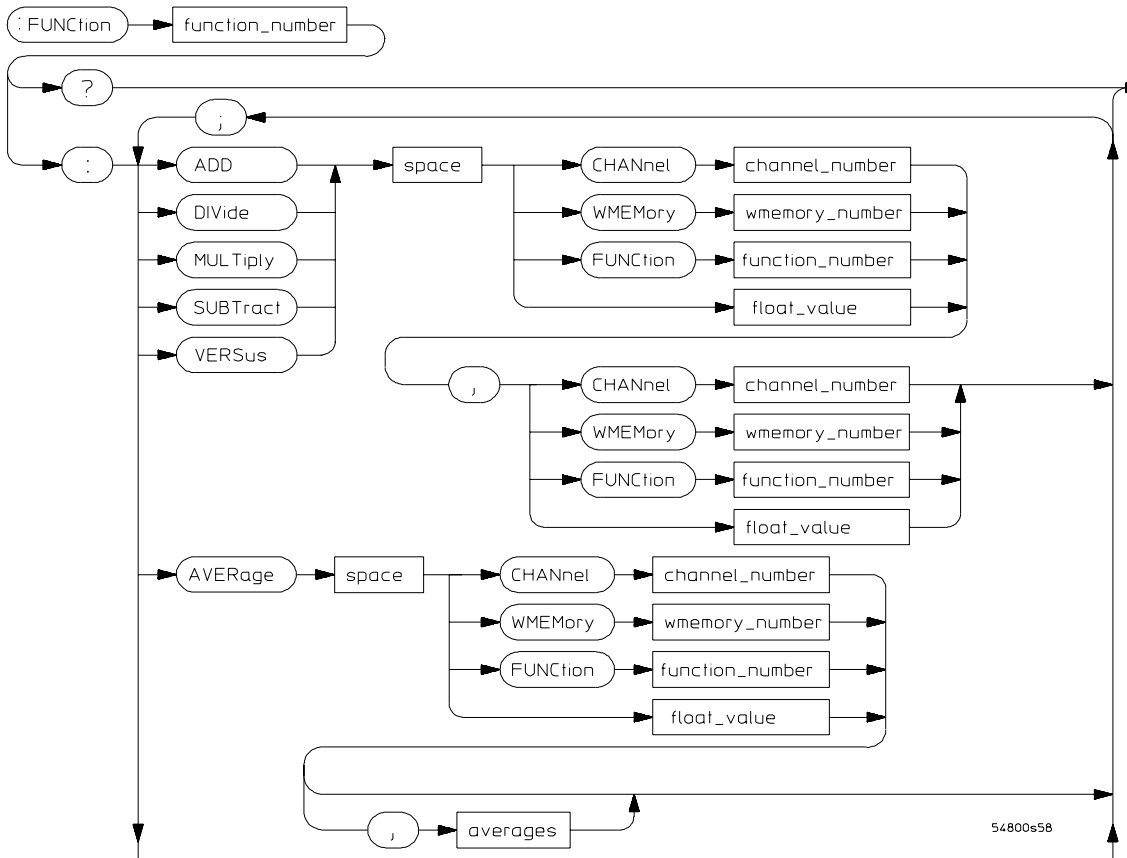 :FUNCtion function_number
?
;
: ADD space CHANnel channel_number
DIVide WMEMory wmemory_number
MULTiply FUNCtion function_number
SUBTract float_value
VERSus
, CHANnel channel_number
WMEMory wmemory_number
FUNCtion function_number
float_value
AVERage space CHANnel channel_number
WMEMory wmemory_number
FUNCtion function_number
float_value
, averages
54800s58